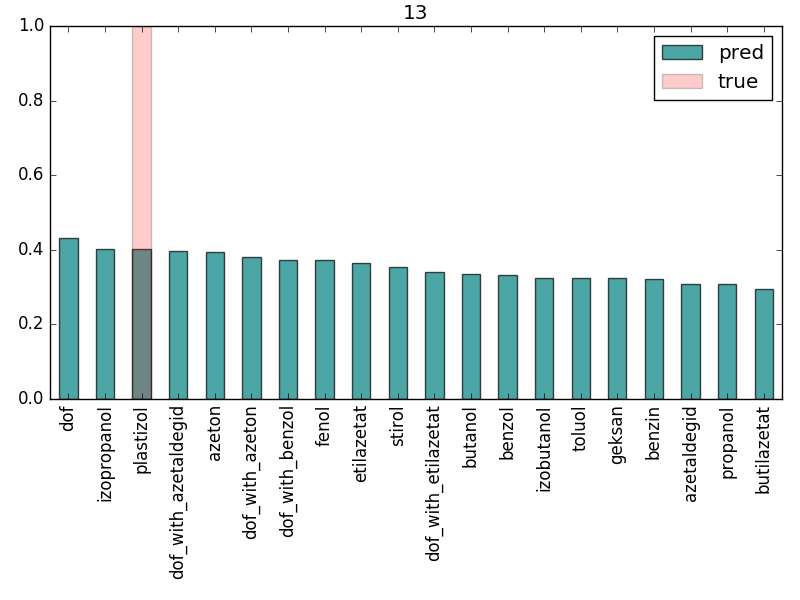 13
1.0
0.8
0.6
0.4
0.2
0.0
pred
true
dof
izopropanol
plastizol
dof_with_azetaldegid
azeton
dof_with_azeton
dof_with_benzol
fenol
etilazetat
stirol
dof_with_etilazetat
butanol
benzol
izobutanol
toluol
geksan
benzin
azetaldegid
propanol
butilazetat